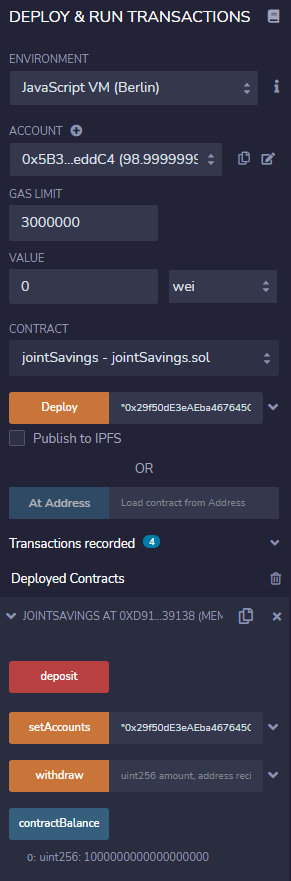 DEPLOY & RUN TRANSACTIONS
ENVIRONMENT
JavaScript VM (Berlin)
ACCOUNT
0x5B3...eddC4 (98.9999999
GAS LIMIT
3000000
VALUE
0 wei
CONTRACT
jointSavings - jointSavings.sol
Deploy "0x29f50dE3eAEba4676450
Publish to IPFS
OR
At Address Load contract from Address
Transactions recorded 4
Deployed Contracts
JOINTSAVINGS AT 0XD91...39138 (MEM
deposit
setAccounts "0x29f50dE3eAEba4676450
withdraw uint256 amount, address reci
contractBalance
0: uint256: 1000000000000000000